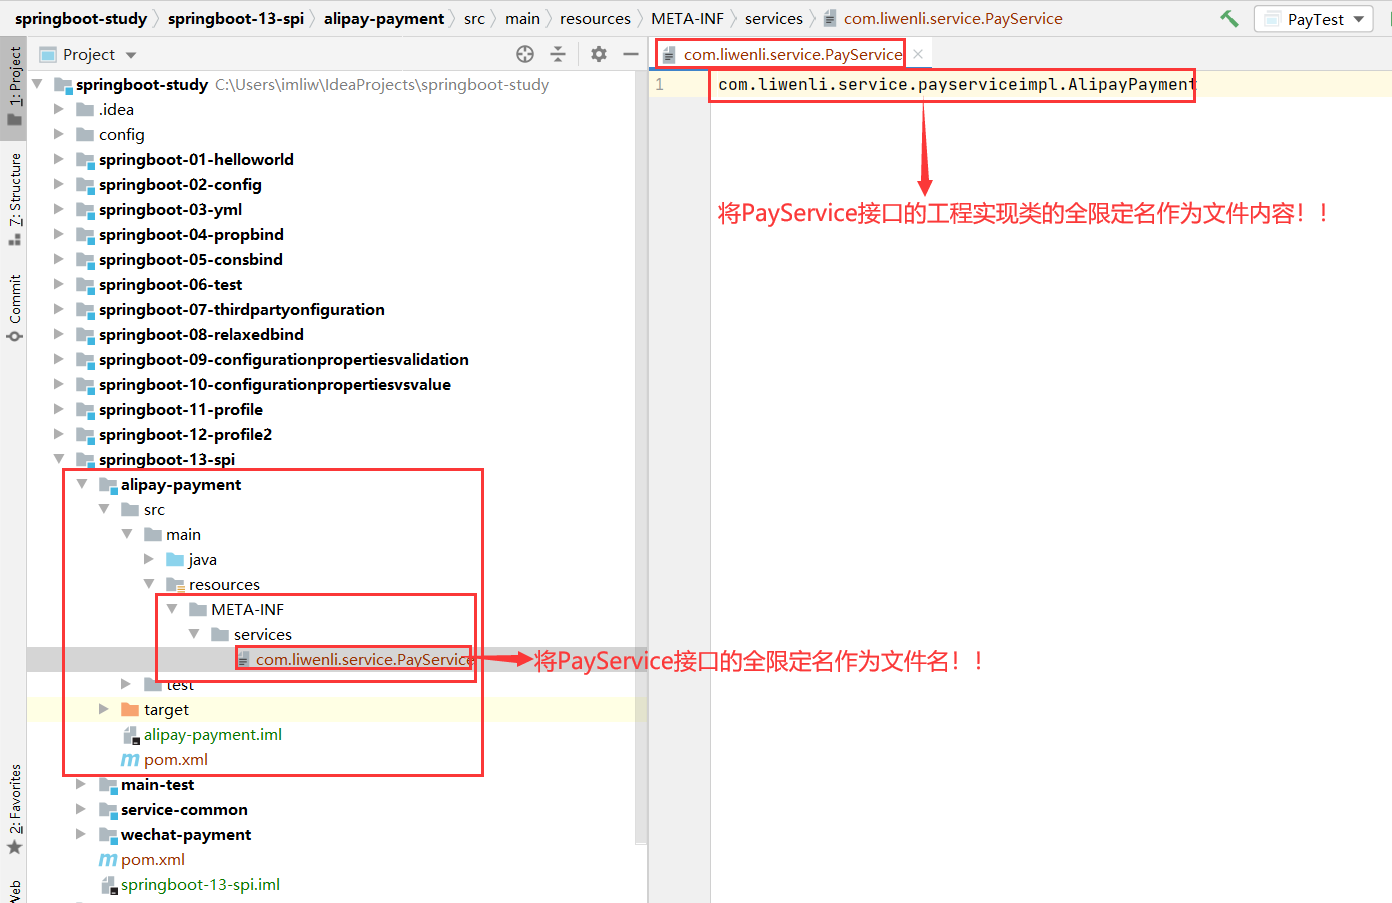 springboot-study springboot-13-spi alipay-payment src main resources META-INF services com.liwenli.service.PayService PayTest
1: Project
Z: Structure
Commit
2: Favorites
Web
Project
springboot-study C:\Users\imliw\IdeaProjects\springboot-study
.idea
config
springboot-01-helloworld
springboot-02-config
springboot-03-yml
springboot-04-propbind
springboot-05-consbind
springboot-06-test
springboot-07-thirdpartyonfiguration
springboot-08-relaxedbind
springboot-09-configurationpropertiesvalidation
springboot-10-configurationpropertiesvsvalue
springboot-11-profile
springboot-12-profile2
springboot-13-spi
alipay-payment
src
main
java
resources
META-INF
services
com.liwenli.service.PayService
将PayService接口的全限定名作为文件名！！
test
target
alipay-payment.iml
pom.xml
main-test
service-common
wechat-payment
pom.xml
springboot-13-spi.iml
com.liwenli.service.PayService
1 com.liwenli.service.payserviceimpl.AlipayPayment
将PayService接口的工程实现类的全限定名作为文件内容！！